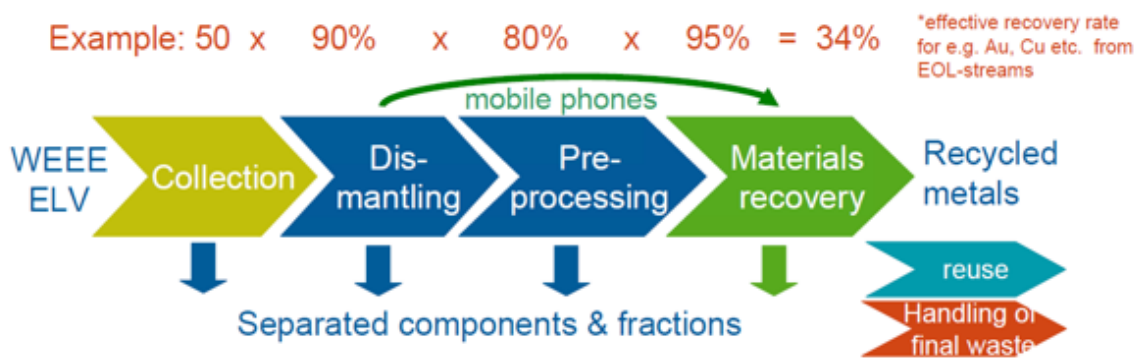 Example: 50 x 90% x 80% x 95% = 34%
*effective recovery rate
for e.g. Au, Cu etc. from
EOL-streams
mobile phones
WEEE
ELV
Collection
Dis-
mantling
Pre-
processing
Materials
recovery
Recycled
metals
reuse
Handling of
final waste
Separated components & fractions